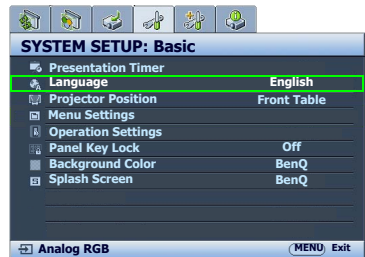 SYSTEM SETUP: Basic
Presentation Timer
Language English
Projector Position Front Table
Menu Settings
Operation Settings
Panel Key Lock Off
Background Color BenQ
Splash Screen BenQ
Analog RGB MENU Exit